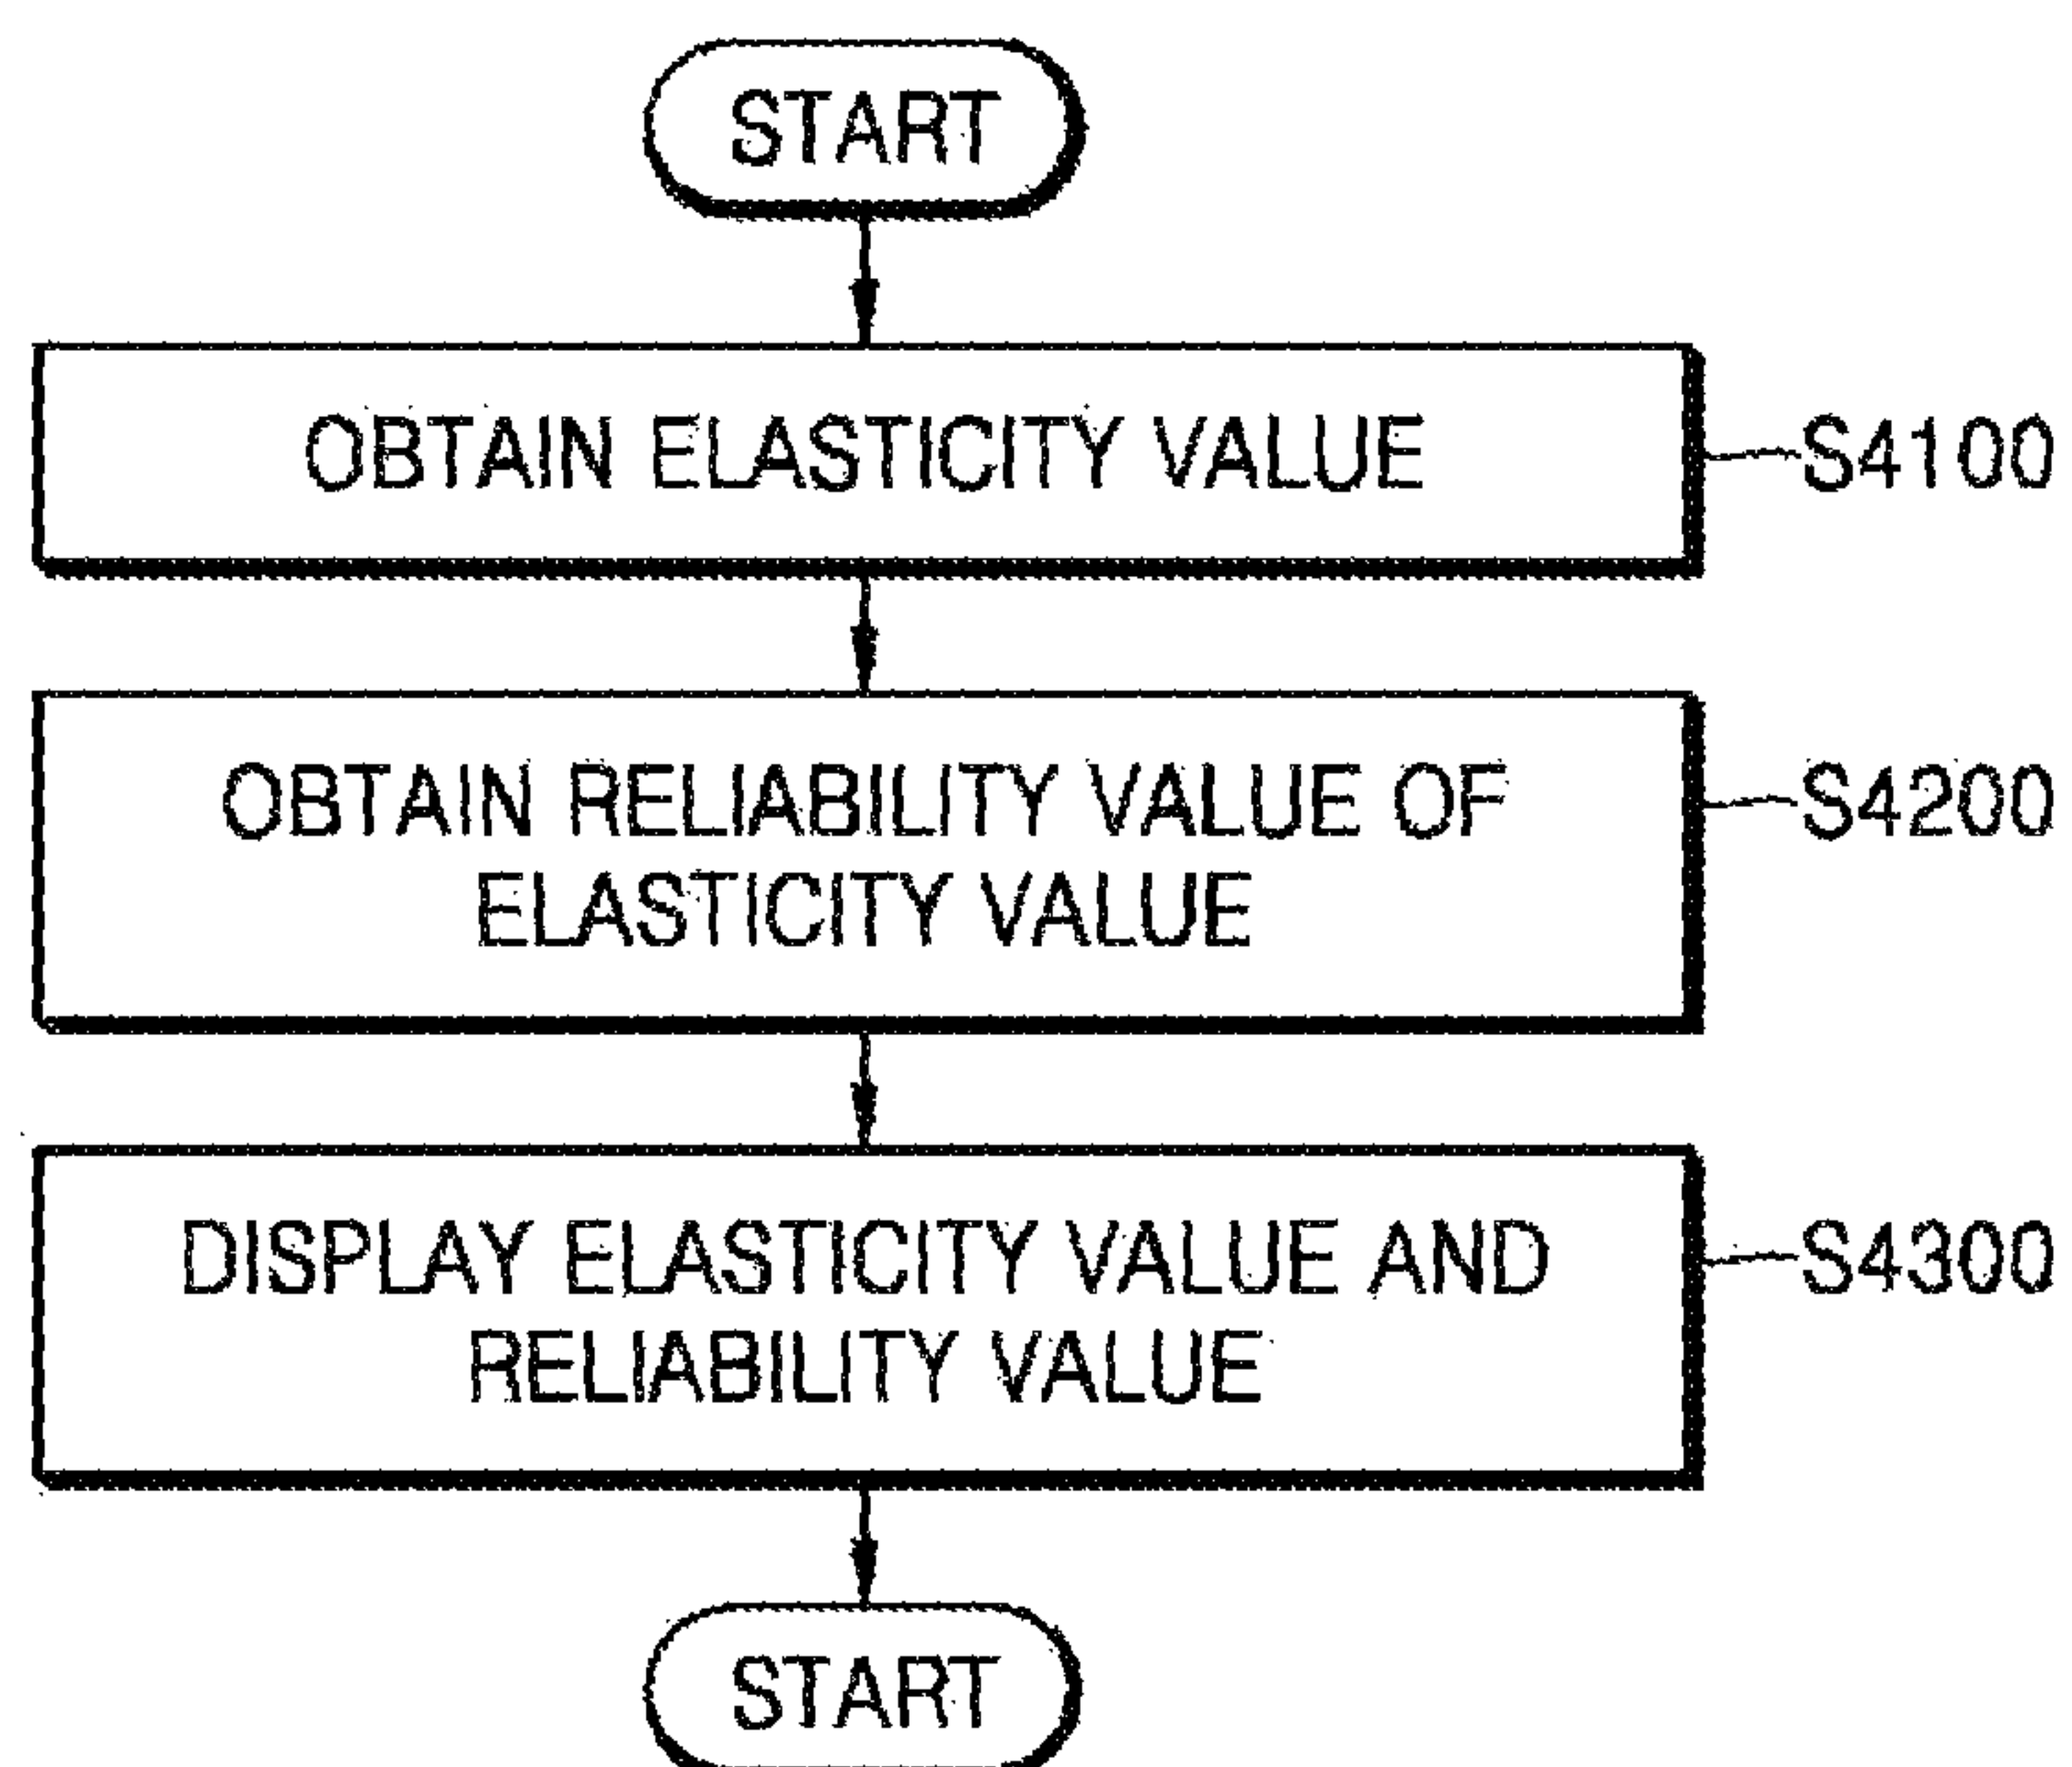 START
OBTAIN ELASTICITY VALUE
S4100
OBTAIN RELIABILITY VALUE OF
ELASTICITY VALUE
S4200
DISPLAY ELASTICITY VALUE AND
RELIABILITY VALUE
S4300
START